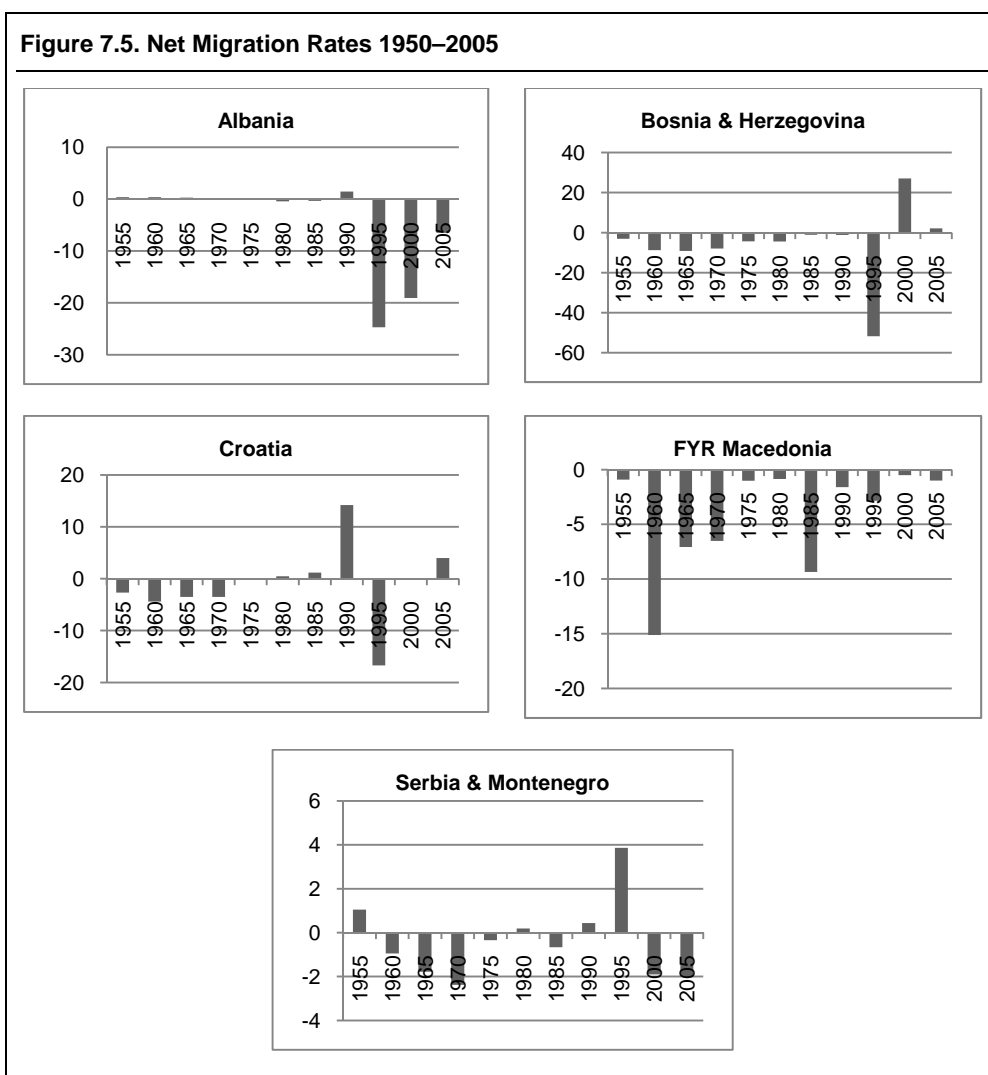 Figure 7.5. Net Migration Rates 1950–2005
Albania
10
0
-10
-20
-30
1955 1960 1965 1970 1975 1980 1985 1990 1995 2000 2005
Bosnia & Herzegovina
40
20
0
-20
-40
-60
1955 1960 1965 1970 1975 1980 1985 1990 1995 2000 2005
Croatia
20
10
0
-10
-20
1955 1960 1965 1970 1975 1980 1985 1990 1995 2000 2005
FYR Macedonia
0
-5
-10
-15
-20
1955 1960 1965 1970 1975 1980 1985 1990 1995 2000 2005
Serbia & Montenegro
6
4
2
0
-2
-4
1955 1960 1965 1970 1975 1980 1985 1990 1995 2000 2005